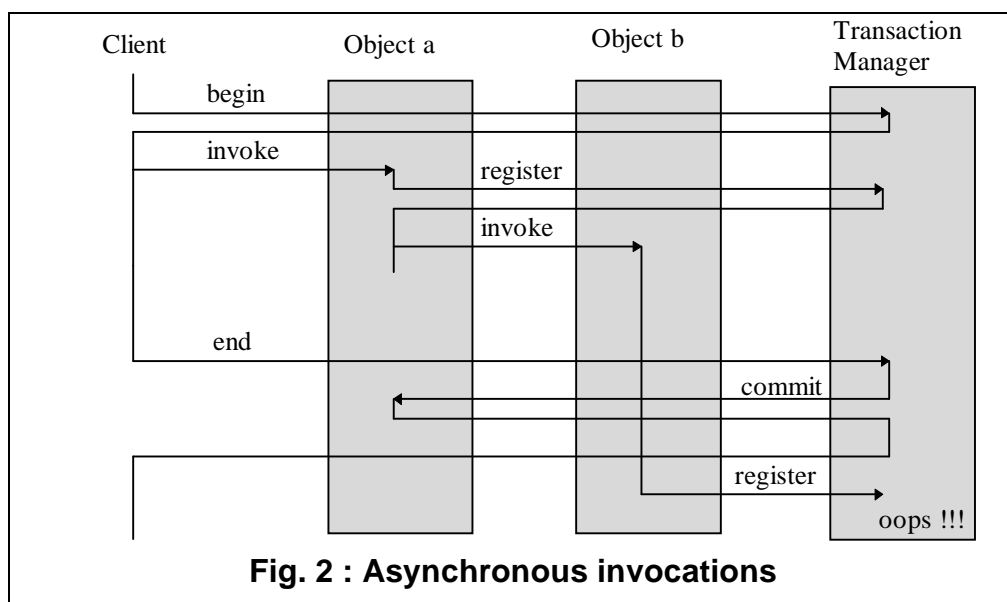 Client
Object a
Object b
Transaction
Manager
begin
invoke
register
invoke
end
commit
register
oops !!!
Fig. 2 : Asynchronous invocations